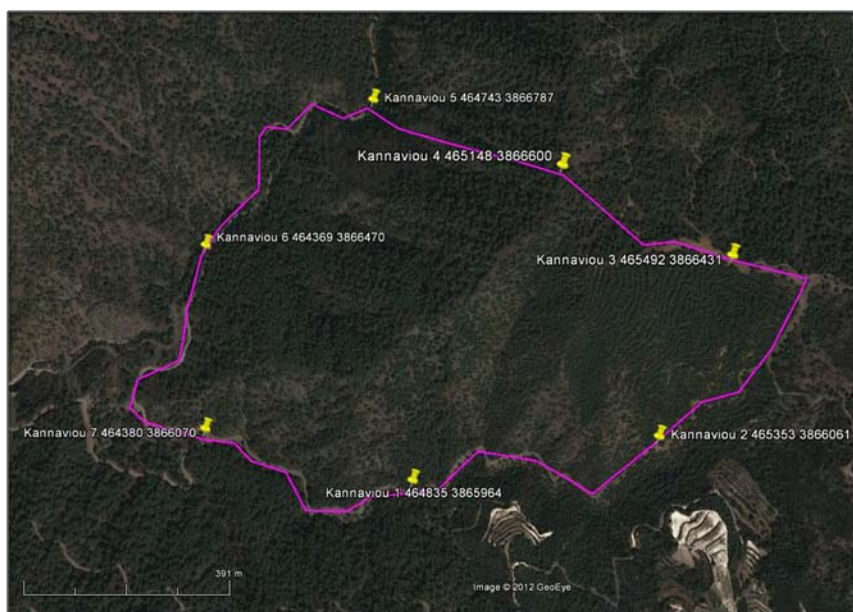 Kannaviou 5 464743 3866787
Kannaviou 4 465148 3866600
Kannaviou 6 464369 3866470
Kannaviou 3 465492 3866431
Kannaviou 7 464380 3866070
Kannaviou 2 465353 3866061
Kannaviou 1 464835 3865964
391 m
Image © 2012 GeoEye